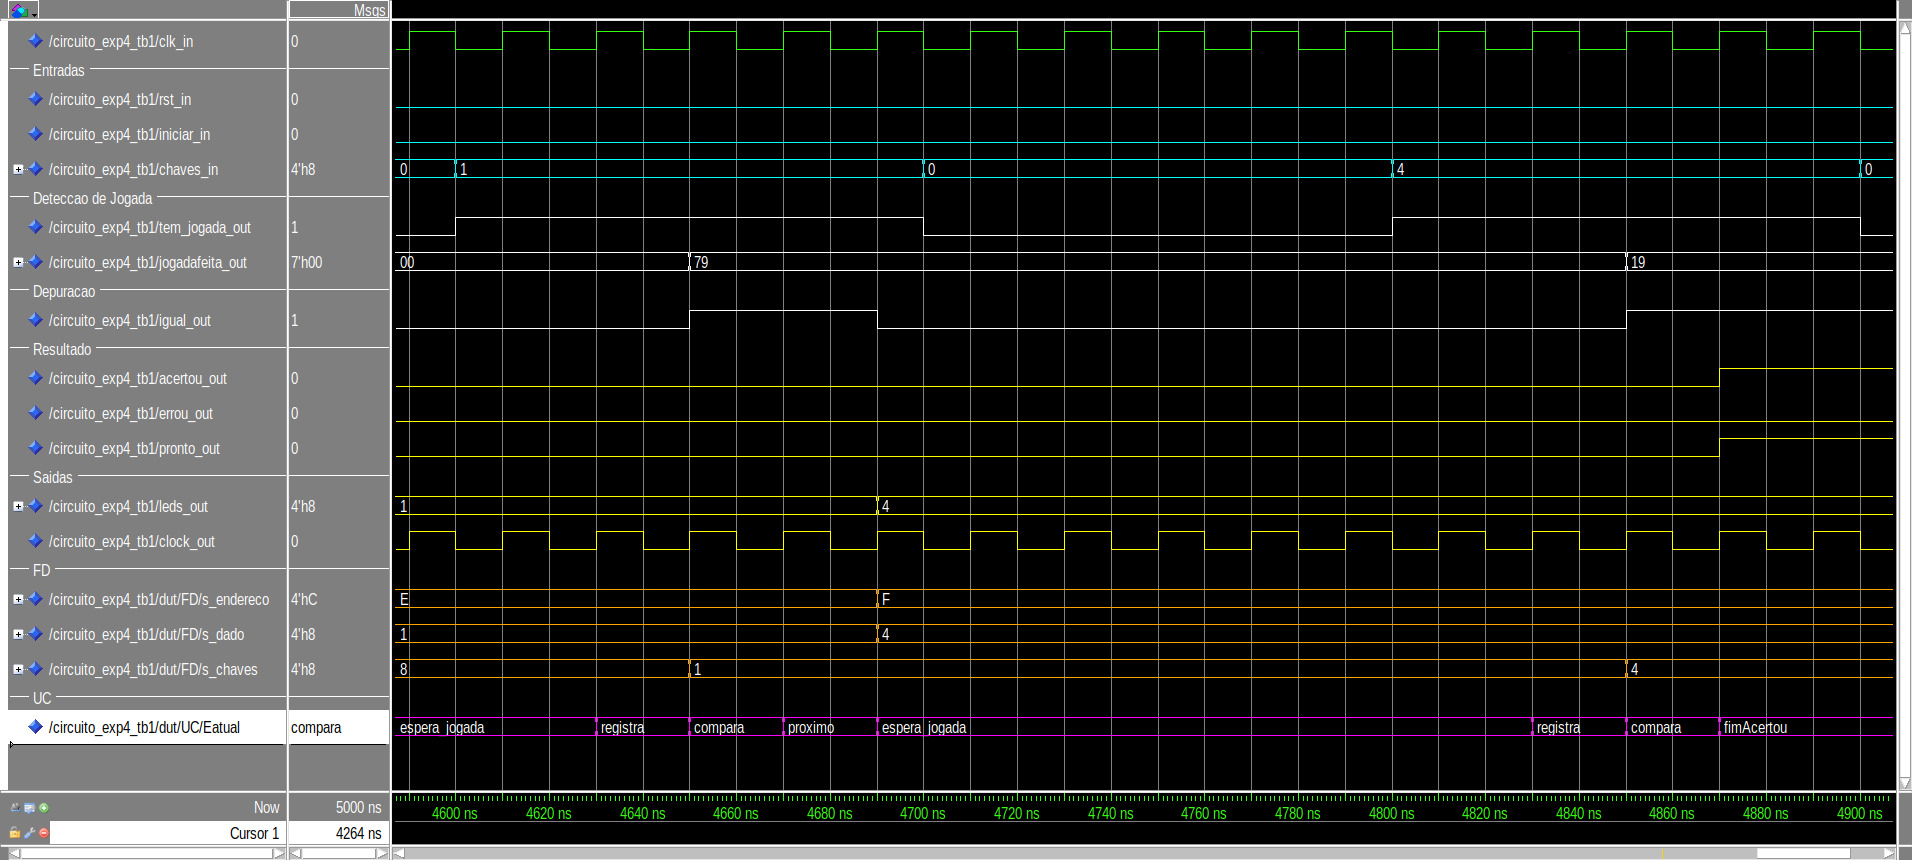 Msgs
/circuito_exp4_tb1/clk_in 0
Entradas
/circuito_exp4_tb1/rst_in 0
/circuito_exp4_tb1/iniciar_in 0
/circuito_exp4_tb1/chaves_in 4'h8 0 1 0 4 0
Deteccao de Jogada
/circuito_exp4_tb1/tem_jogada_out 1
/circuito_exp4_tb1/jogadafeita_out 7'h00 00 79 19
Depuracao
/circuito_exp4_tb1/igual_out 1
Resultado
/circuito_exp4_tb1/acertou_out 0
/circuito_exp4_tb1/errou_out 0
/circuito_exp4_tb1/pronto_out 0
Saidas
/circuito_exp4_tb1/leds_out 4'h8 1 4
/circuito_exp4_tb1/clock_out 0
FD
/circuito_exp4_tb1/dut/FD/s_endereco 4'hC E F
/circuito_exp4_tb1/dut/FD/s_dado 4'h8 1 4
/circuito_exp4_tb1/dut/FD/s_chaves 4'h8 8 1 4
UC
/circuito_exp4_tb1/dut/UC/Eatual compara espera_jogada registra compara proximo espera_jogada registra compara fimAcertou
Now 5000 ns 4600 ns 4620 ns 4640 ns 4660 ns 4680 ns 4700 ns 4720 ns 4740 ns 4760 ns 4780 ns 4800 ns 4820 ns 4840 ns 4860 ns 4880 ns 4900 ns
Cursor 1 4264 ns